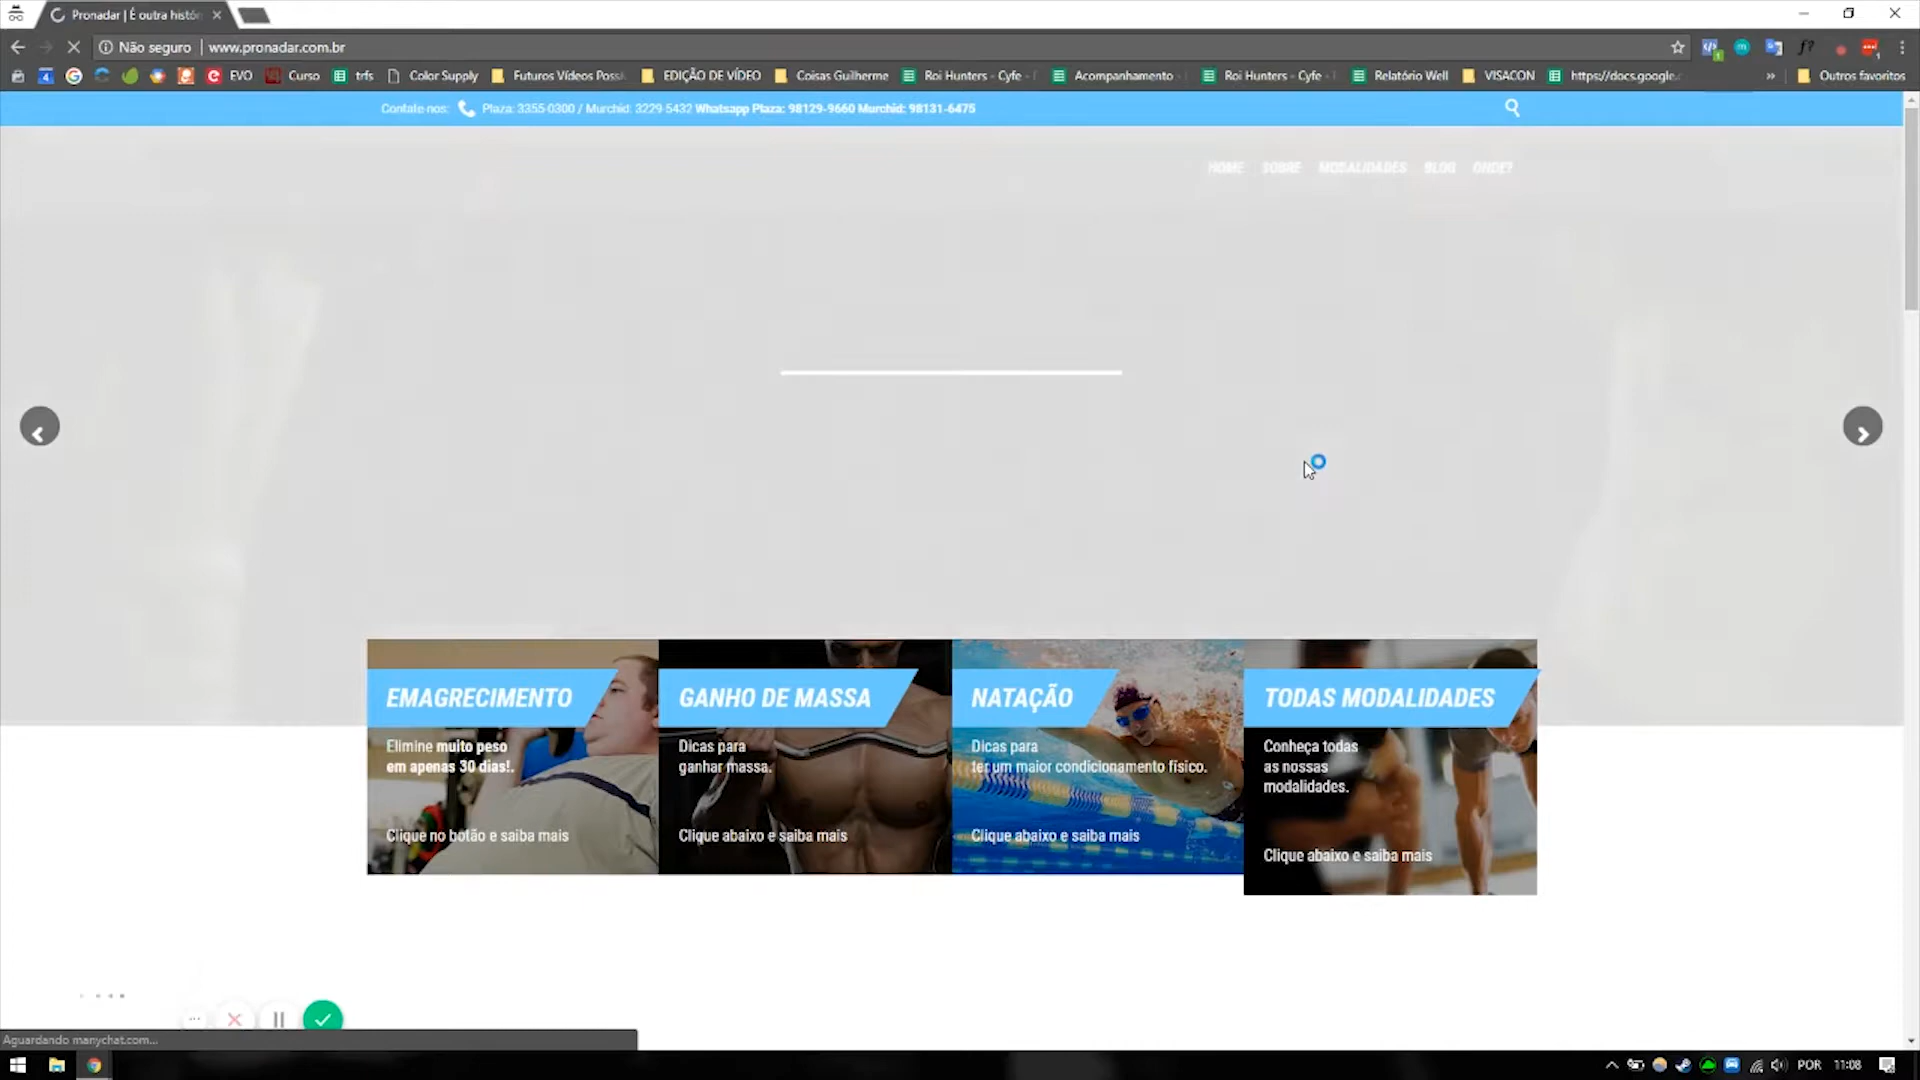 Pronadar | É outra histór
Não seguro | www.pronadar.com.br
EVO Curso trfs Color Supply Futuros Vídeos Possí EDIÇÃO DE VÍDEO Coisas Guilherme Roi Hunters - Cyfe - Acompanhamento - Roi Hunters - Cyfe - Relatório Well VISACON https://docs.google.c » Outros favoritos
Contate-nos: Plaza: 3355-0300 / Murchid: 3229-5432 Whatsapp Plaza: 98129-9660 Murchid: 98131-6475
HOME SOBRE MODALIDADES BLOG ONDE?
EMAGRECIMENTO
Elimine muito peso
em apenas 30 dias!.
Clique no botão e saiba mais
GANHO DE MASSA
Dicas para
ganhar massa.
Clique abaixo e saiba mais
NATAÇÃO
Dicas para
ter um maior condicionamento físico.
Clique abaixo e saiba mais
TODAS MODALIDADES
Conheça todas
as nossas
modalidades.
Clique abaixo e saiba mais
Aguardando manychat.com...
POR 11:08